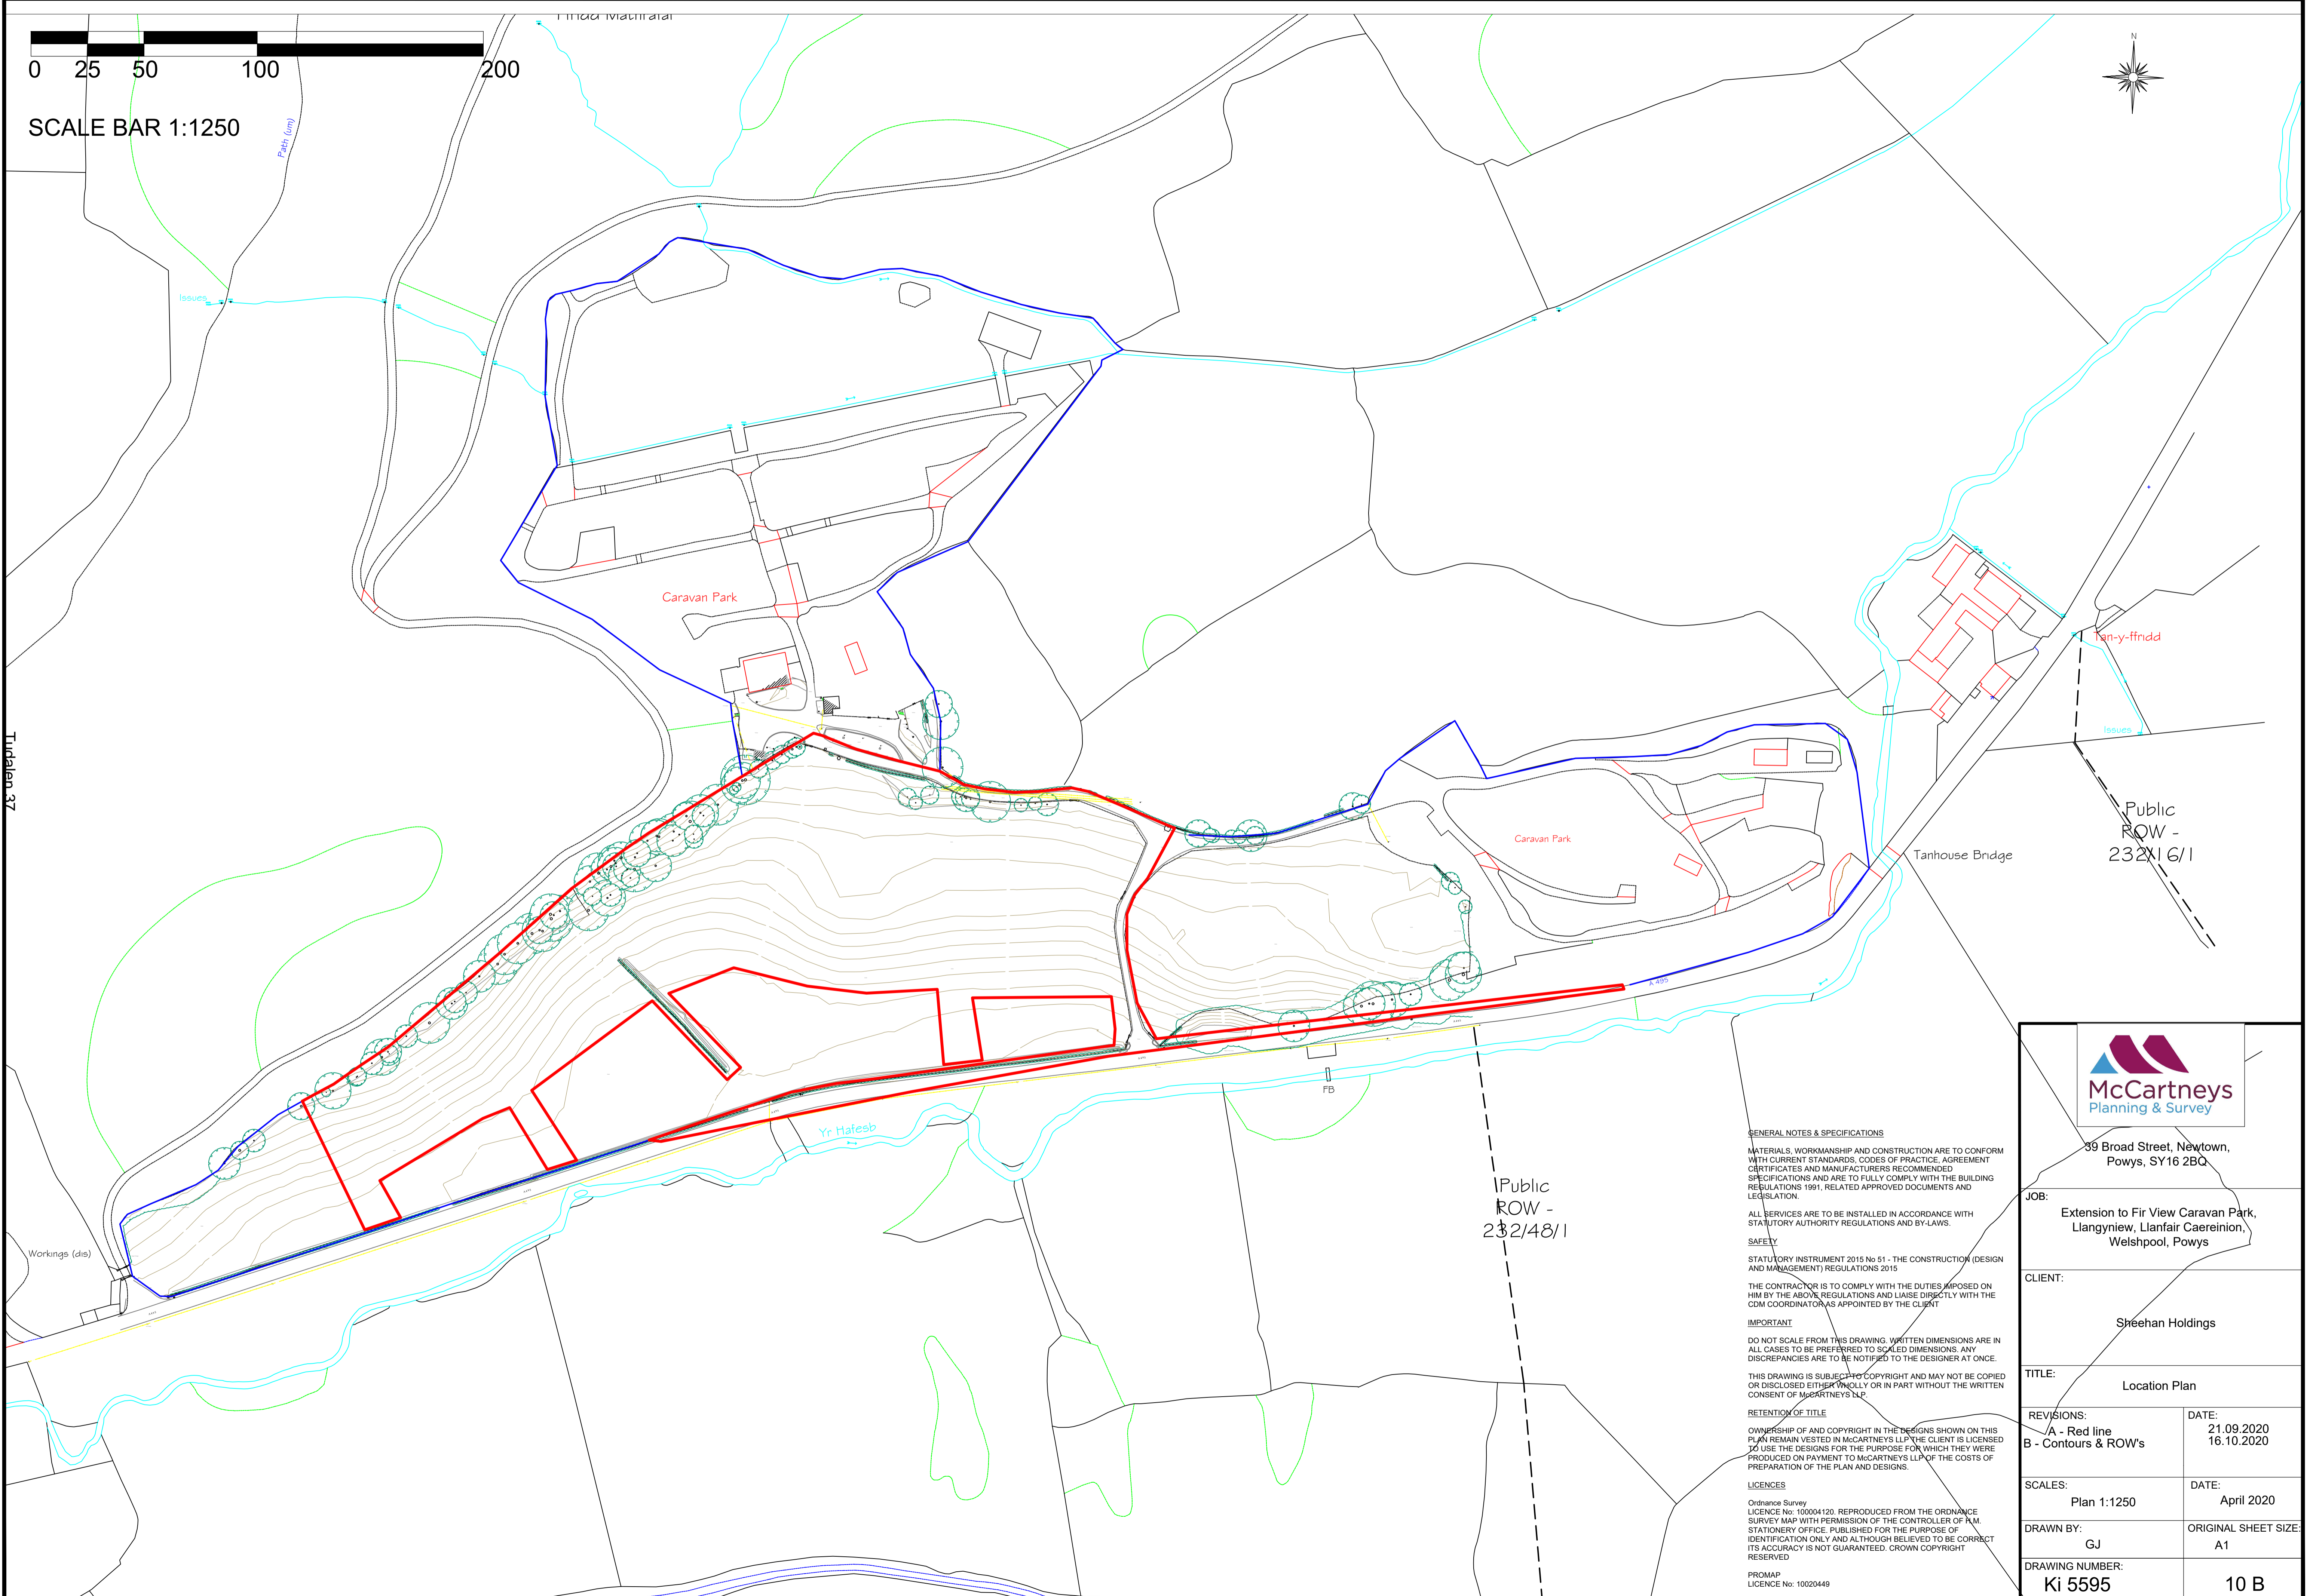 0 25 50 100 200
SCALE BAR 1:1250
N
Path (um)
Issues
Caravan Park
Tudalen 37
Tan-y-ffridd
Issues
Public
ROW -
232/16/1
Tanhouse Bridge
Caravan Park
A 495
FB
Yr Hafesb
Workings (dis)
Public
ROW -
232/48/1
GENERAL NOTES & SPECIFICATIONS
MATERIALS, WORKMANSHIP AND CONSTRUCTION ARE TO CONFORM
WITH CURRENT STANDARDS, CODES OF PRACTICE, AGREEMENT
CERTIFICATES AND MANUFACTURERS RECOMMENDED
SPECIFICATIONS AND ARE TO FULLY COMPLY WITH THE BUILDING
REGULATIONS 1991, RELATED APPROVED DOCUMENTS AND
LEGISLATION.
ALL SERVICES ARE TO BE INSTALLED IN ACCORDANCE WITH
STATUTORY AUTHORITY REGULATIONS AND BY-LAWS.
SAFETY
STATUTORY INSTRUMENT 2015 No 51 - THE CONSTRUCTION (DESIGN
AND MANAGEMENT) REGULATIONS 2015
THE CONTRACTOR IS TO COMPLY WITH THE DUTIES IMPOSED ON
HIM BY THE ABOVE REGULATIONS AND LIAISE DIRECTLY WITH THE
CDM COORDINATOR AS APPOINTED BY THE CLIENT
IMPORTANT
DO NOT SCALE FROM THIS DRAWING. WRITTEN DIMENSIONS ARE IN
ALL CASES TO BE PREFERRED TO SCALED DIMENSIONS. ANY
DISCREPANCIES ARE TO BE NOTIFIED TO THE DESIGNER AT ONCE.
THIS DRAWING IS SUBJECT TO COPYRIGHT AND MAY NOT BE COPIED
OR DISCLOSED EITHER WHOLLY OR IN PART WITHOUT THE WRITTEN
CONSENT OF McCARTNEYS LLP.
RETENTION OF TITLE
OWNERSHIP OF AND COPYRIGHT IN THE DESIGNS SHOWN ON THIS
PLAN REMAIN VESTED IN McCARTNEYS LLP THE CLIENT IS LICENSED
TO USE THE DESIGNS FOR THE PURPOSE FOR WHICH THEY WERE
PRODUCED ON PAYMENT TO McCARTNEYS LLP OF THE COSTS OF
PREPARATION OF THE PLAN AND DESIGNS.
LICENCES
Ordnance Survey
LICENCE No: 100004120. REPRODUCED FROM THE ORDNANCE
SURVEY MAP WITH PERMISSION OF THE CONTROLLER OF H.M.
STATIONERY OFFICE. PUBLISHED FOR THE PURPOSE OF
IDENTIFICATION ONLY AND ALTHOUGH BELIEVED TO BE CORRECT
ITS ACCURACY IS NOT GUARANTEED. CROWN COPYRIGHT
RESERVED
PROMAP
LICENCE No: 10020449
McCartneys
Planning & Survey
39 Broad Street, Newtown,
Powys, SY16 2BQ
JOB:
Extension to Fir View Caravan Park,
Llangyniew, Llanfair Caereinion,
Welshpool, Powys
CLIENT:
Sheehan Holdings
TITLE:
Location Plan
REVISIONS: DATE:
A - Red line 21.09.2020
B - Contours & ROW's 16.10.2020
SCALES: DATE:
Plan 1:1250 April 2020
DRAWN BY: ORIGINAL SHEET SIZE:
GJ A1
DRAWING NUMBER:
Ki 5595 10 B